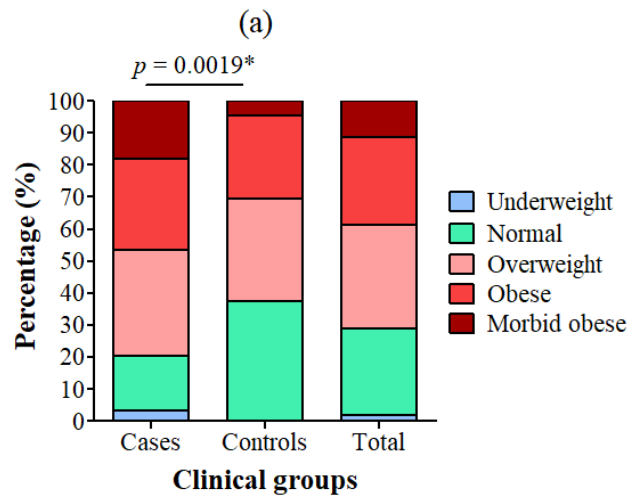 (a)
p = 0.0019*
100
90
80
70
60
50
40
30
20
10
0
Percentage (%)
Cases Controls Total
Clinical groups
Underweight
Normal
Overweight
Obese
Morbid obese